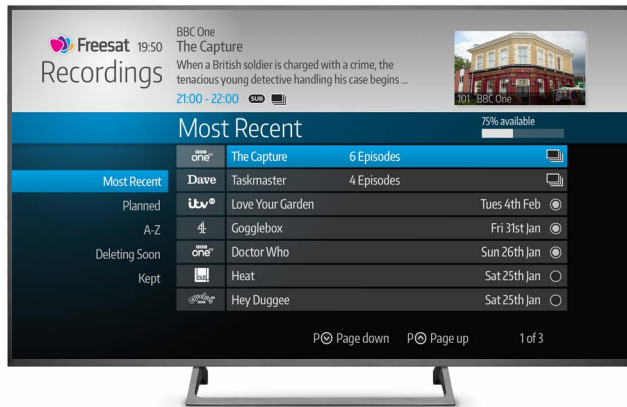 Freesat 19:50
Recordings
BBC One
The Capture
When a British soldier is charged with a crime, the
tenacious young detective handling his case begins ...
21:00 - 22:00 SUB
101 BBC One
Most Recent
75% available
Most Recent
Planned
A-Z
Deleting Soon
Kept
BBC one HD The Capture 6 Episodes
Dave Taskmaster 4 Episodes
itv Love Your Garden Tues 4th Feb
4 Gogglebox Fri 31st Jan
BBC one HD Doctor Who Sun 26th Jan
Heat Sat 25th Jan
Hey Duggee Sat 25th Jan
P Page down P Page up 1 of 3